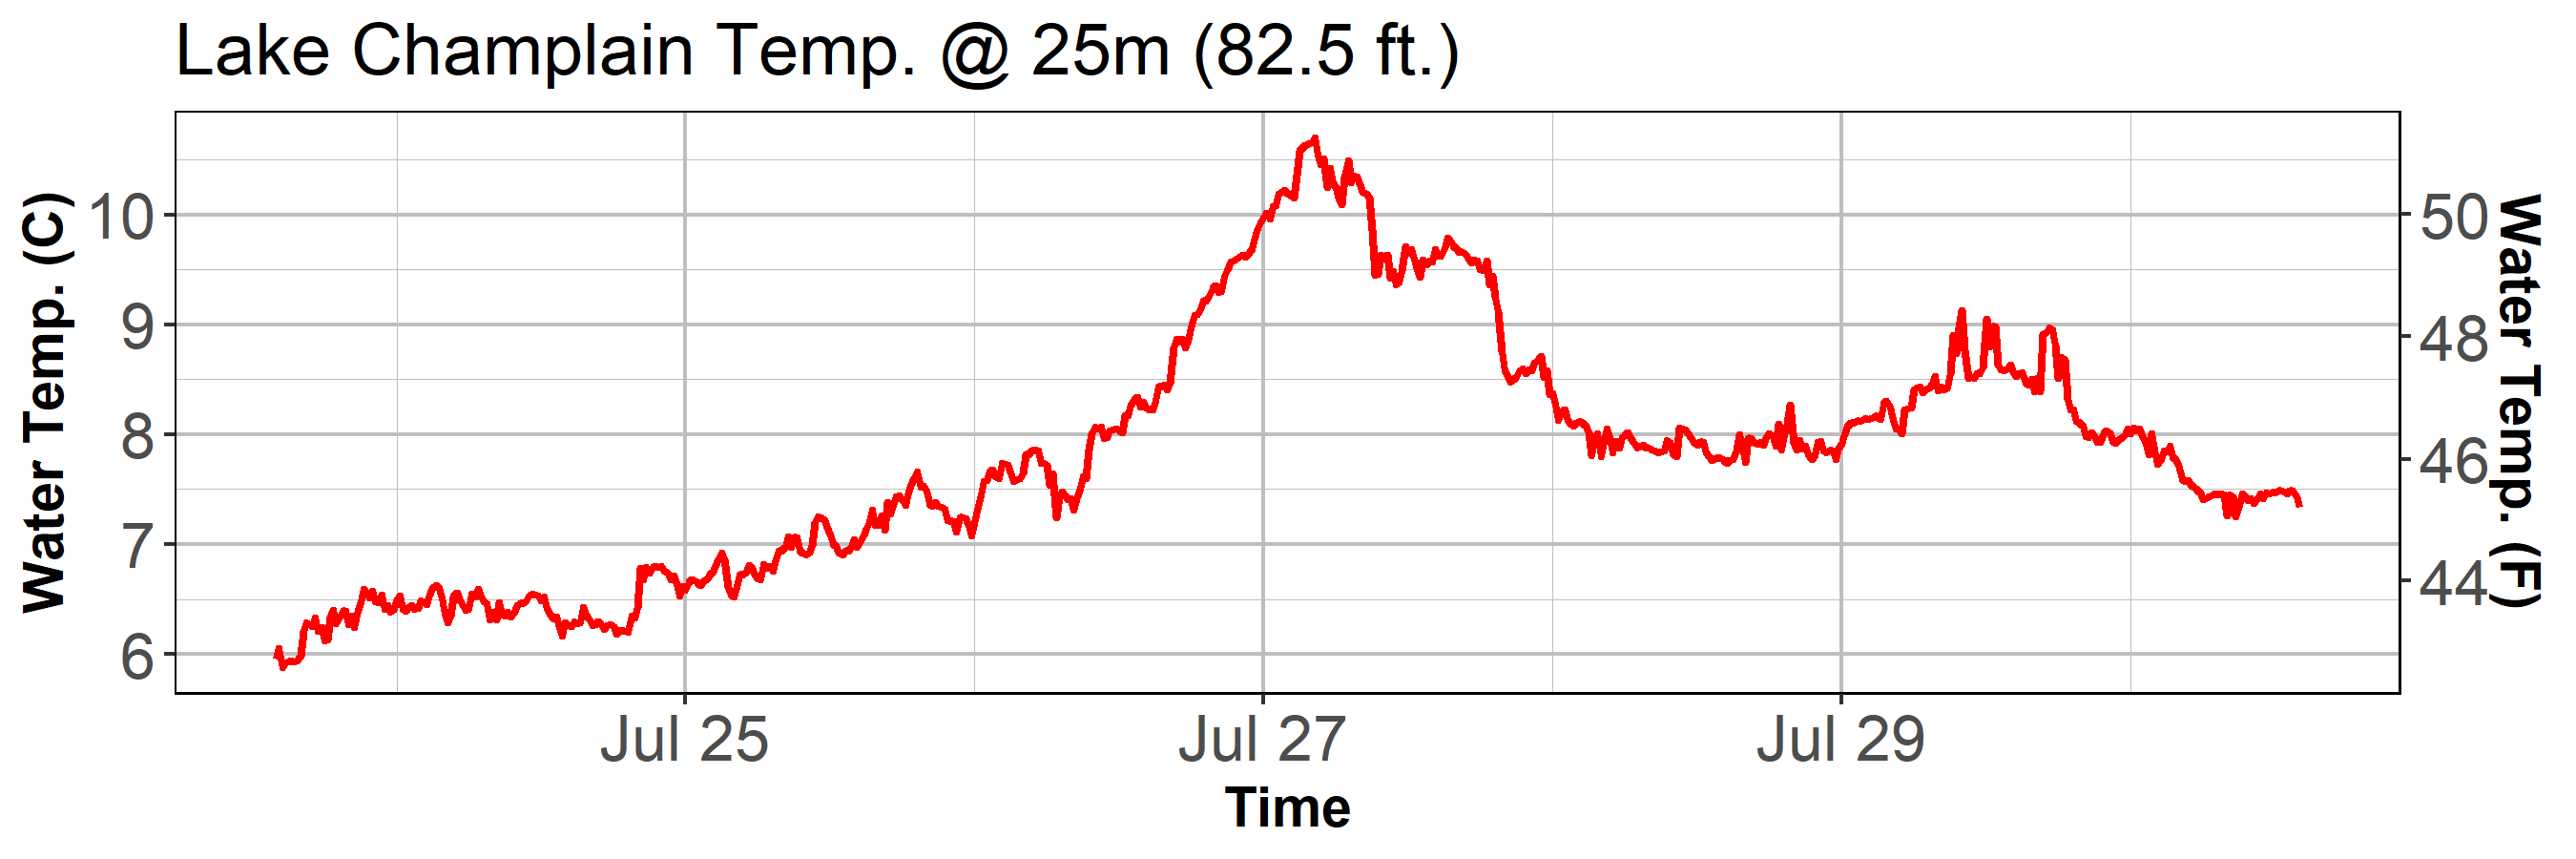 Lake Champlain Temp. @ 25m (82.5 ft.)
Water Temp. (C)
10
9
8
7
6
50
48
46
44
Water Temp. (F)
Jul 25 Jul 27 Jul 29
Time